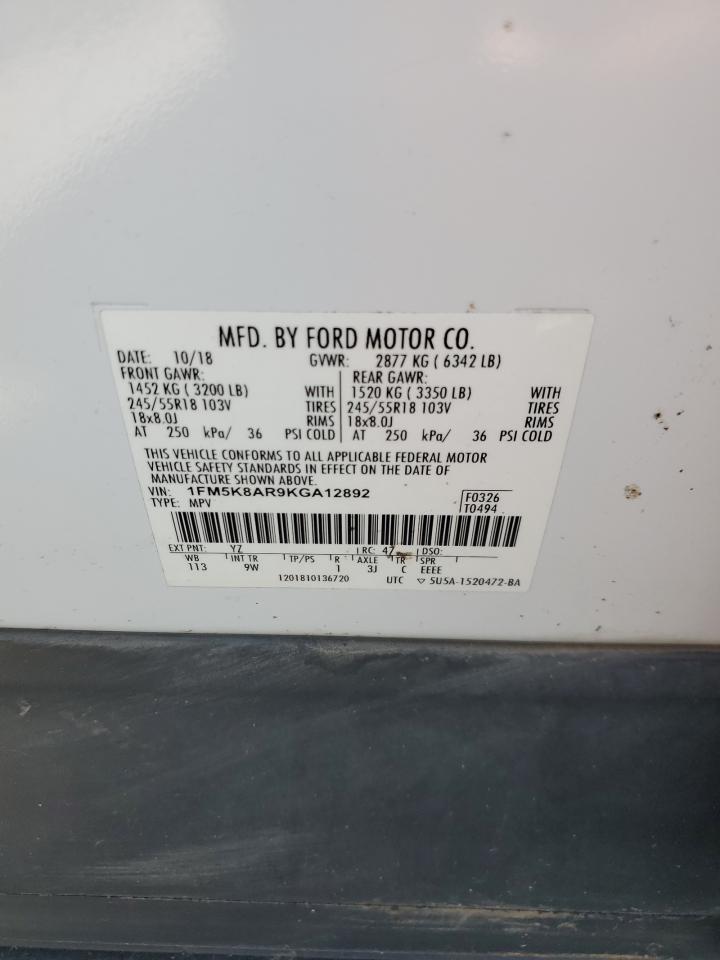 MFD. BY FORD MOTOR CO.
DATE: 10/18 GVWR: 2877 KG ( 6342 LB)
FRONT GAWR: REAR GAWR:
1452 KG ( 3200 LB) WITH 1520 KG ( 3350 LB) WITH
245/55R18 103V TIRES 245/55R18 103V TIRES
18x8.0J RIMS 18x8.0J RIMS
AT 250 kPa/ 36 PSI COLD AT 250 kPa/ 36 PSI COLD
THIS VEHICLE CONFORMS TO ALL APPLICABLE FEDERAL MOTOR
VEHICLE SAFETY STANDARDS IN EFFECT ON THE DATE OF
MANUFACTURE SHOWN ABOVE.
VIN: 1FM5K8AR9KGA12892 F0326
TYPE: MPV T0494
EXT PNT: YZ RC: 47 DSO:
WB INT TR TP/PS R AXLE TR SPR
113 9W 1 3J C EEEE
1201810136720 UTC ▽ 5U5A-1520472-BA